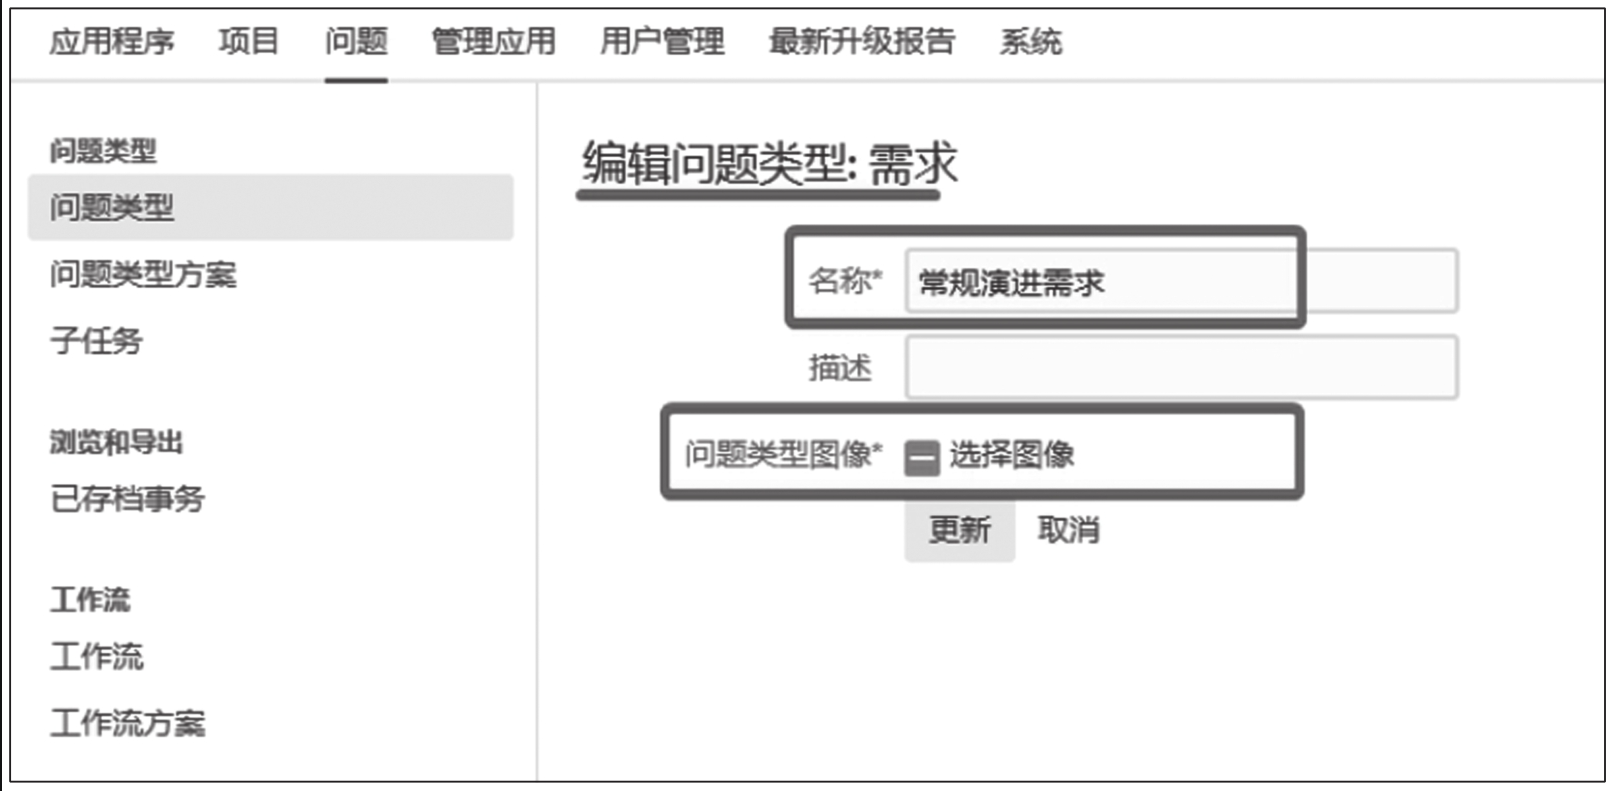 应用程序 项目 问题 管理应用 用户管理 最新升级报告 系统
问题类型
问题类型
问题类型方案
子任务
浏览和导出
已存档事务
工作流
工作流
工作流方案
编辑问题类型: 需求
名称* 常规演进需求
描述
问题类型图像* 选择图像
更新 取消